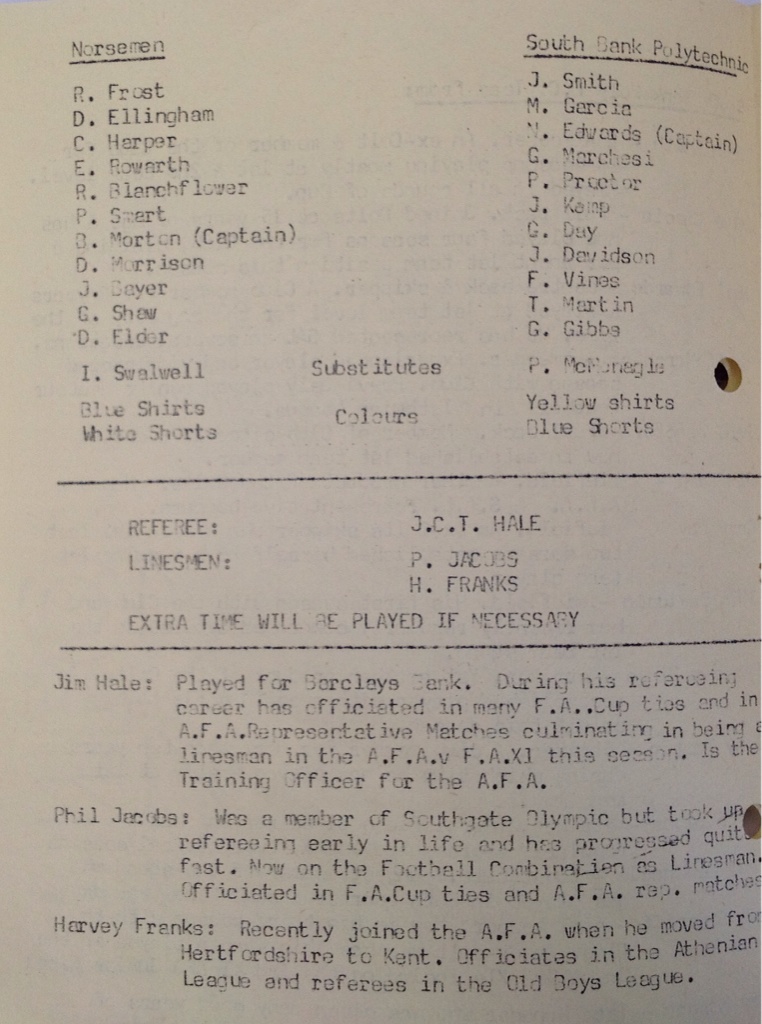 Norsemen
South Bank Polytechnic
R. Frost
J. Smith
D. Ellingham
M. Garcia
C. Harper
N. Edwards (Captain)
E. Rowarth
G. Marchesi
R. Blanchflower
P. Proctor
P. Smart
J. Kemp
Morton (Captain)
G. Day
D. Morrison
J. Davidson
J. Bayer
F. Vines
G. Shaw
T. Martin
D. Elder
G. Gibbs
I. Swalwell Substitutes P. McMonagle
Blue Shirts
White Shorts
Colours
Yellow shirts
Blue Shorts
REFEREE: J.C.T. HALE
LINESMEN: P. JACOBS
H. FRANKS
EXTRA TIME WILL BE PLAYED IF NECESSARY
Jim Hale: Played for Barclays Bank. During his refereeing
career has officiated in many F.A..Cup ties and in
A.F.A.Representative Matches culminating in being a
linesman in the A.F.A.v F.A.X1 this season. Is the
Training Officer for the A.F.A.
Phil Jacobs: Was a member of Southgate Olympic but took up
refereeing early in life and has progressed quite
fast. Now on the Football Combination as Linesman.
Officiated in F.A.Cup ties and A.F.A. rep. matches
Harvey Franks: Recently joined the A.F.A. when he moved from
Hertfordshire to Kent. Officiates in the Athenian
League and referees in the Old Boys League.